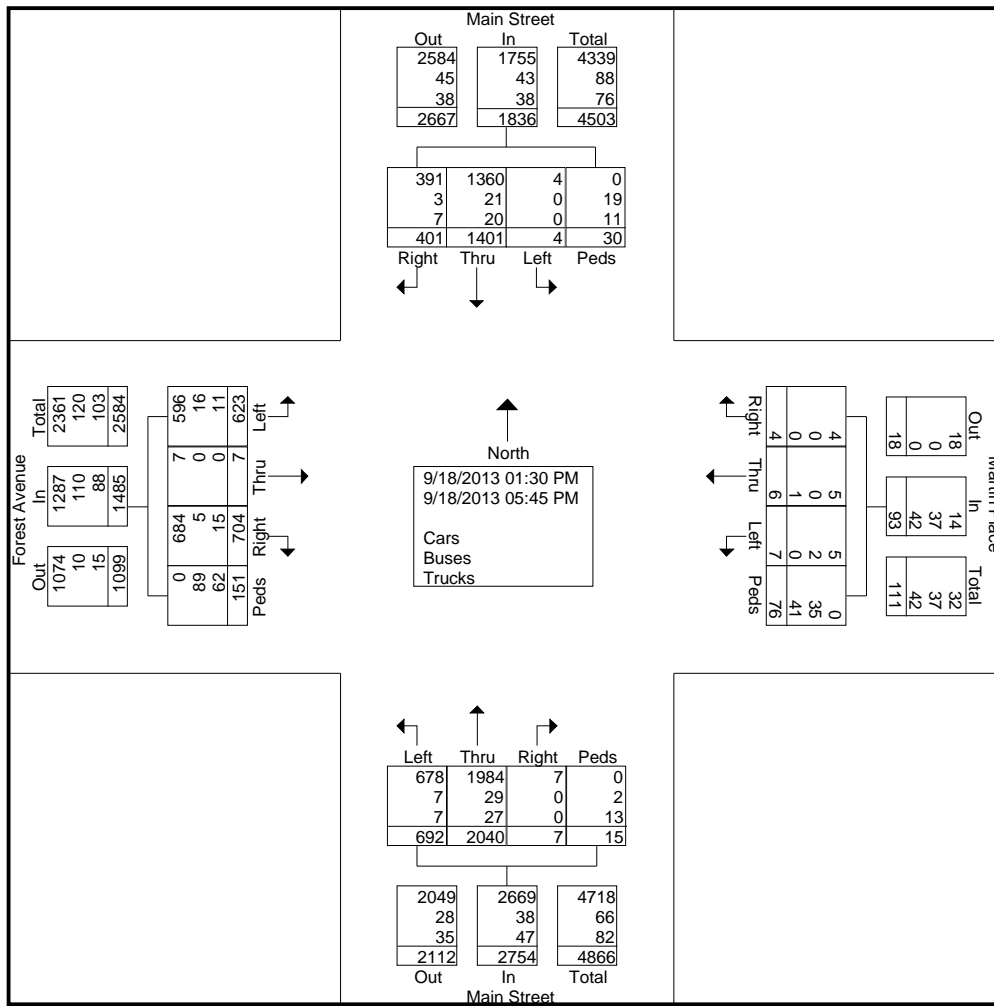 Main Street
Out In Total
2584 1755 4339
45 43 88
38 38 76
2667 1836 4503
391 1360 4 0
3 21 0 19
7 20 0 11
401 1401 4 30
Right Thru Left Peds
Forest Avenue
Total In Out
2361 1287 1074
120 110 10
103 88 15
2584 1485 1099
596 7 684 0
16 0 5 89
11 0 15 62
623 7 704 151
Left Thru Right Peds
North
9/18/2013 01:30 PM
9/18/2013 05:45 PM
Cars
Buses
Trucks
Right Thru Left Peds
4 5 5 0
0 0 2 35
0 1 0 41
4 6 7 76
Out In Total
18 14 32
0 37 37
0 42 42
18 93 111
Martin Place
Left Thru Right Peds
678 1984 7 0
7 29 0 2
7 27 0 13
692 2040 7 15
2049 2669 4718
28 38 66
35 47 82
2112 2754 4866
Out In Total
Main Street